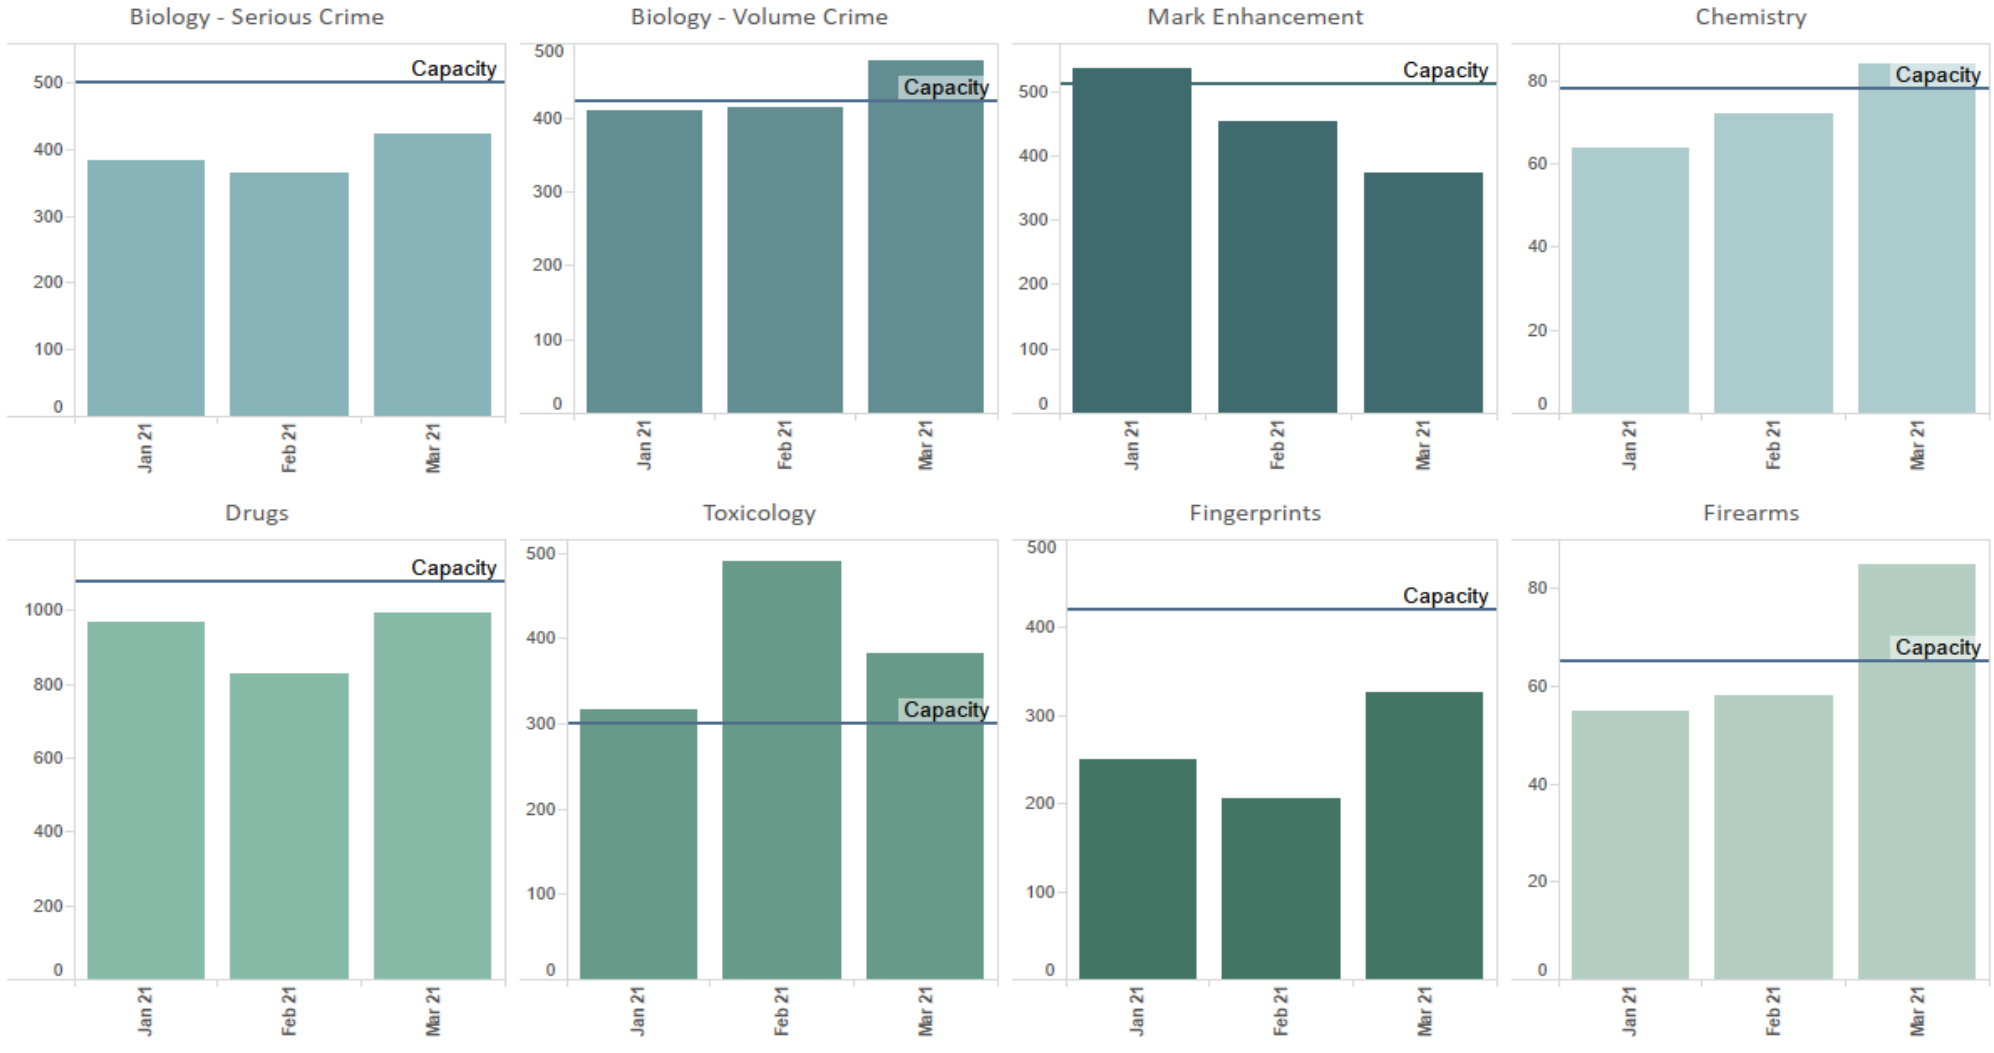 Biology - Serious Crime
500
400
300
200
100
0
Capacity
Jan 21
Feb 21
Mar 21
Biology - Volume Crime
500
400
300
200
100
0
Capacity
Jan 21
Feb 21
Mar 21
Mark Enhancement
500
400
300
200
100
0
Capacity
Jan 21
Feb 21
Mar 21
Chemistry
80
60
40
20
0
Capacity
Jan 21
Feb 21
Mar 21
Drugs
1000
800
600
400
200
0
Capacity
Jan 21
Feb 21
Mar 21
Toxicology
500
400
300
200
100
0
Capacity
Jan 21
Feb 21
Mar 21
Fingerprints
500
400
300
200
100
0
Capacity
Jan 21
Feb 21
Mar 21
Firearms
80
60
40
20
0
Capacity
Jan 21
Feb 21
Mar 21